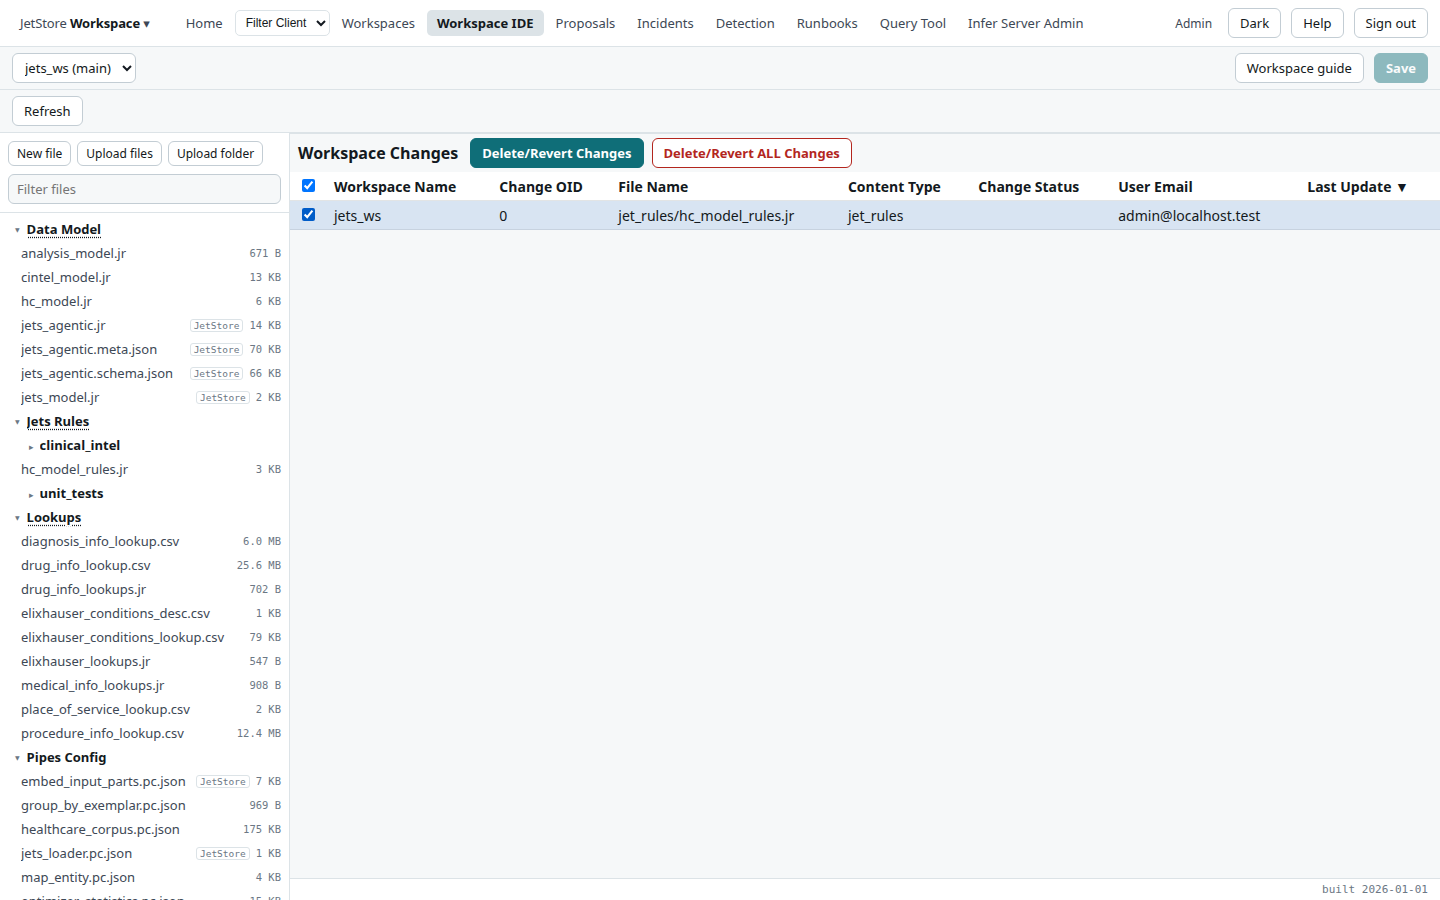 JetStore Workspace ▾ Home Filter Client Workspaces Workspace IDE Proposals Incidents Detection Runbooks Query Tool Infer Server Admin Admin Dark Help Sign out
jets_ws (main) Workspace guide Save
Refresh
New file Upload files Upload folder
Filter files
▾ Data Model
analysis_model.jr 671 B
cintel_model.jr 13 KB
hc_model.jr 6 KB
jets_agentic.jr JetStore 14 KB
jets_agentic.meta.json JetStore 70 KB
jets_agentic.schema.json JetStore 66 KB
jets_model.jr JetStore 2 KB
▾ Jets Rules
▸ clinical_intel
hc_model_rules.jr 3 KB
▸ unit_tests
▾ Lookups
diagnosis_info_lookup.csv 6.0 MB
drug_info_lookup.csv 25.6 MB
drug_info_lookups.jr 702 B
elixhauser_conditions_desc.csv 1 KB
elixhauser_conditions_lookup.csv 79 KB
elixhauser_lookups.jr 547 B
medical_info_lookups.jr 908 B
place_of_service_lookup.csv 2 KB
procedure_info_lookup.csv 12.4 MB
▾ Pipes Config
embed_input_parts.pc.json JetStore 7 KB
group_by_exemplar.pc.json 969 B
healthcare_corpus.pc.json 175 KB
jets_loader.pc.json JetStore 1 KB
map_entity.pc.json 4 KB
Workspace Changes Delete/Revert Changes Delete/Revert ALL Changes
Workspace Name Change OID File Name Content Type Change Status User Email Last Update ▼
jets_ws 0 jet_rules/hc_model_rules.jr jet_rules admin@localhost.test
built 2026-01-01